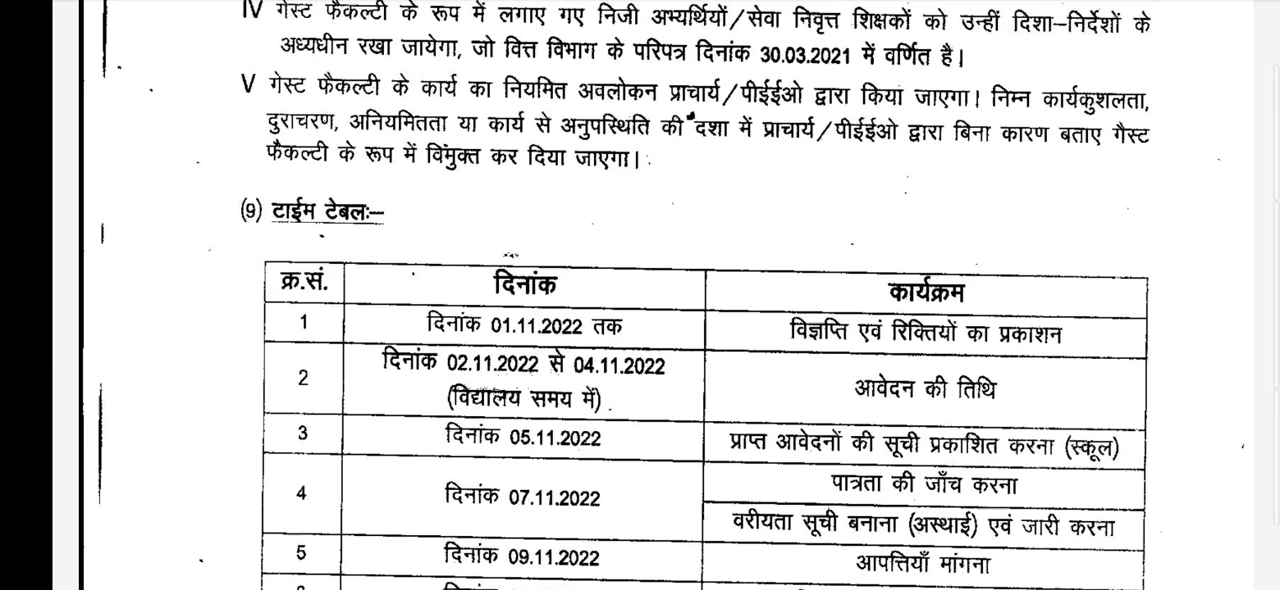 IV गेस्ट फैकल्टी के रूप में लगाए गए निजी अभ्यर्थियों/सेवा निवृत्त शिक्षकों को उन्हीं दिशा–निर्देशों के
अध्यधीन रखा जायेगा, जो वित्त विभाग के परिपत्र दिनांक 30.03.2021 में वर्णित है।
V गेस्ट फैकल्टी के कार्य का नियमित अवलोकन प्राचार्य/पीईईओ द्वारा किया जाएगा। निम्न कार्यकुशलता,
दुराचरण, अनियमितता या कार्य से अनुपस्थिति की दशा में प्राचार्य/पीईईओ द्वारा बिना कारण बताए गैस्ट
फैकल्टी के रूप में विमुक्त कर दिया जाएगा।
(9) टाईम टेबलः–
क्र.सं. दिनांक कार्यक्रम
1 दिनांक 01.11.2022 तक विज्ञप्ति एवं रिक्तियों का प्रकाशन
2 दिनांक 02.11.2022 से 04.11.2022
(विद्यालय समय में) आवेदन की तिथि
3 दिनांक 05.11.2022 प्राप्त आवेदनों की सूची प्रकाशित करना (स्कूल)
4 दिनांक 07.11.2022 पात्रता की जाँच करना
वरीयता सूची बनाना (अस्थाई) एवं जारी करना
5 दिनांक 09.11.2022 आपत्तियाँ मांगना